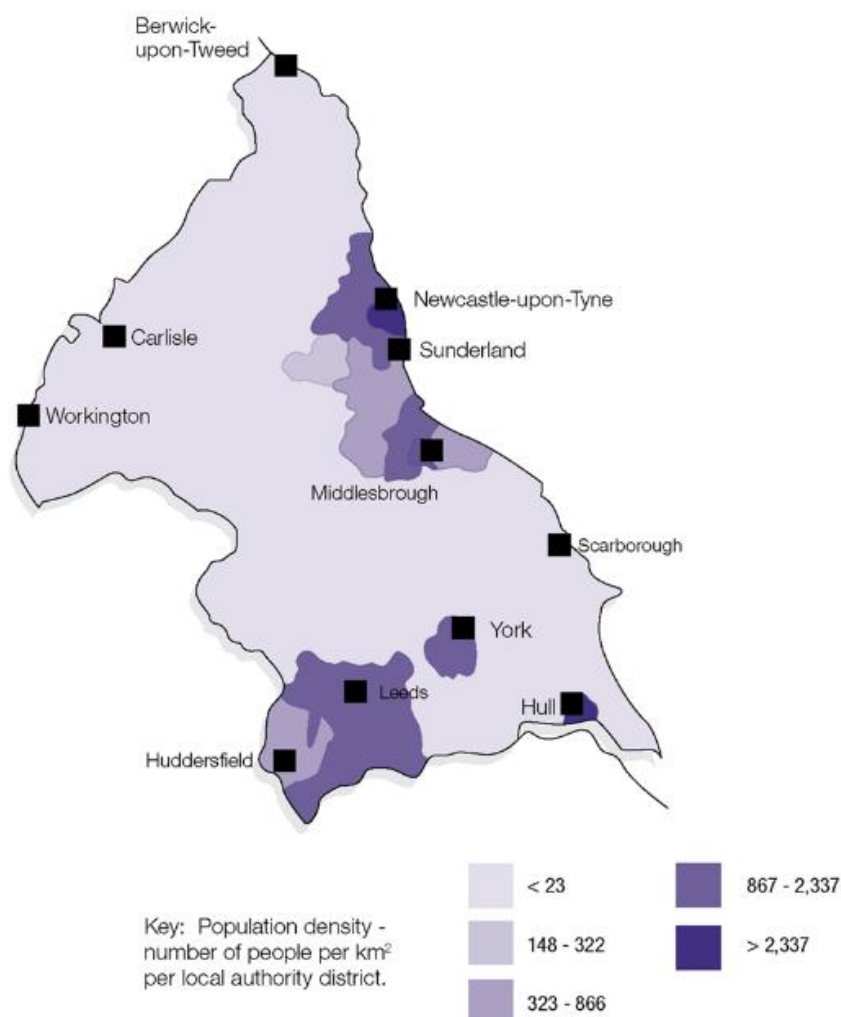 Berwick-
upon-Tweed
Newcastle-upon-Tyne
Carlisle
Sunderland
Workington
Middlesbrough
Scarborough
York
Leeds
Hull
Huddersfield
Key: Population density -
number of people per km²
per local authority district.
< 23
148 - 322
323 - 866
867 - 2,337
> 2,337